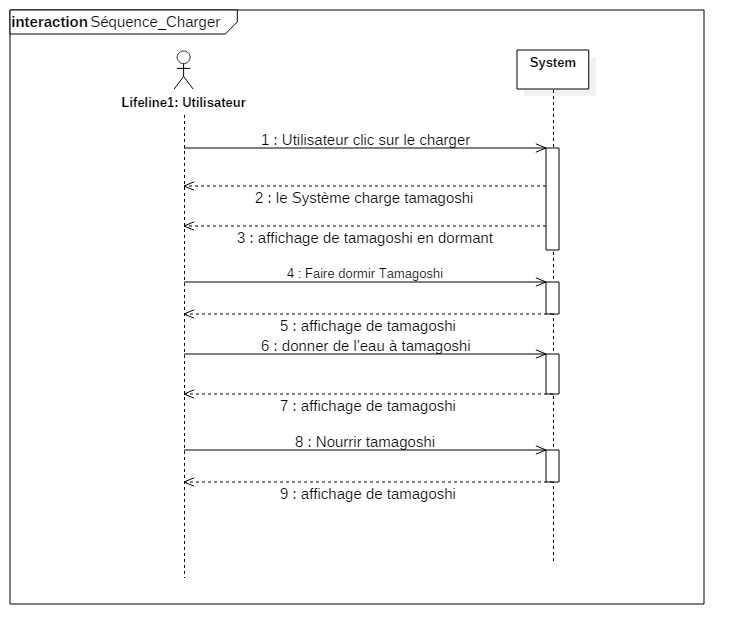 interaction Séquence_Charger
System
Lifeline1: Utilisateur
1 : Utilisateur clic sur le charger
2 : le Système charge tamagoshi
3 : affichage de tamagoshi en dormant
4 : Faire dormir Tamagoshi
5 : affichage de tamagoshi
6 : donner de l'eau à tamagoshi
7 : affichage de tamagoshi
8 : Nourrir tamagoshi
9 : affichage de tamagoshi